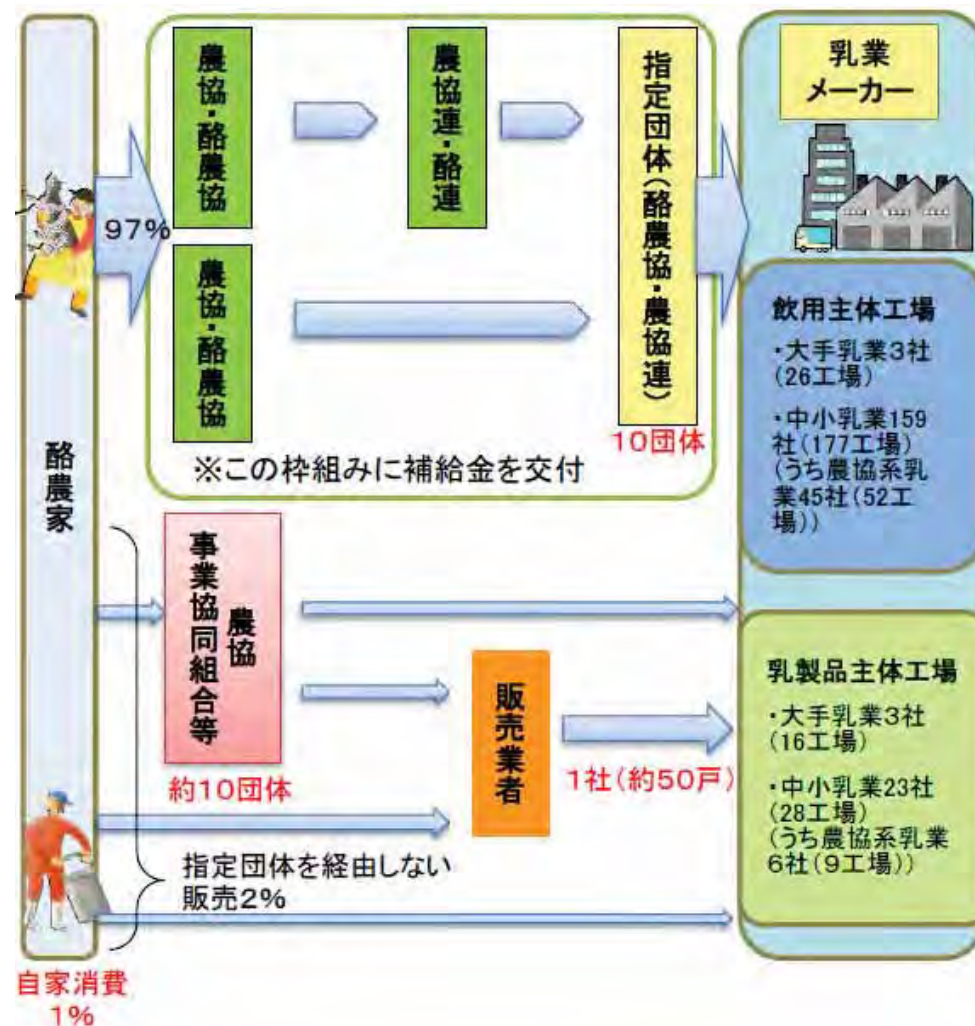 農協・酪農協
農協連・酪連
指定団体(酪農協・農協連)
乳業
メーカー
97%
農協・酪農協
10団体
※この枠組みに補給金を交付
飲用主体工場
・大手乳業3社
(26工場)
・中小乳業159
社(177工場)
(うち農協系乳
業45社(52工
場))
酪農家
農協
事業協同組合等
約10団体
販売業者
1社(約50戸)
乳製品主体工場
・大手乳業3社
(16工場)
・中小乳業23社
(28工場)
(うち農協系乳業
6社(9工場))
指定団体を経由しない
販売2%
自家消費
1%